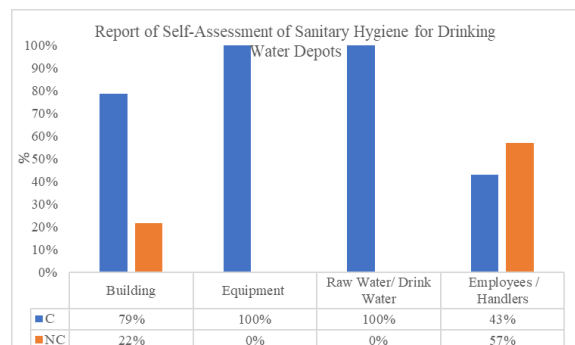 Report of Self-Assessment of Sanitary Hygiene for Drinking
Water Depots
100%
90%
80%
70%
60%
50%
40%
30%
20%
10%
0%
%
Building Equipment Raw Water/ Drink Water Employees / Handlers
C 79% 100% 100% 43%
NC 22% 0% 0% 57%